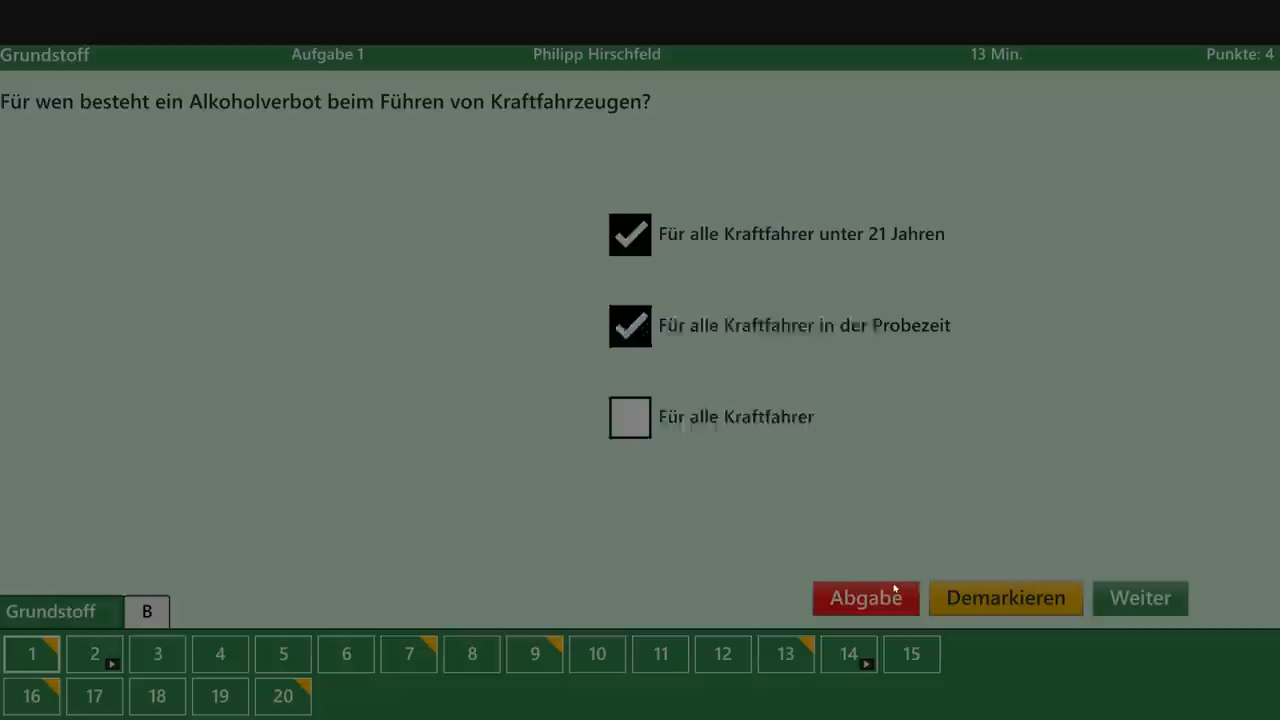 Grundstoff Aufgabe 1 Philipp Hirschfeld 13 Min. Punkte: 4
Für wen besteht ein Alkoholverbot beim Führen von Kraftfahrzeugen?
Für alle Kraftfahrer unter 21 Jahren
Für alle Kraftfahrer in der Probezeit
Für alle Kraftfahrer
Abgabe Demarkieren Weiter
Grundstoff B
1 2 3 4 5 6 7 8 9 10 11 12 13 14 15
16 17 18 19 20